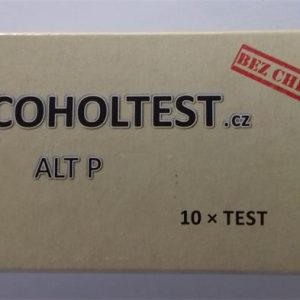 COHOLTEST.cz
BEZ CH
ALT P
10 × TEST